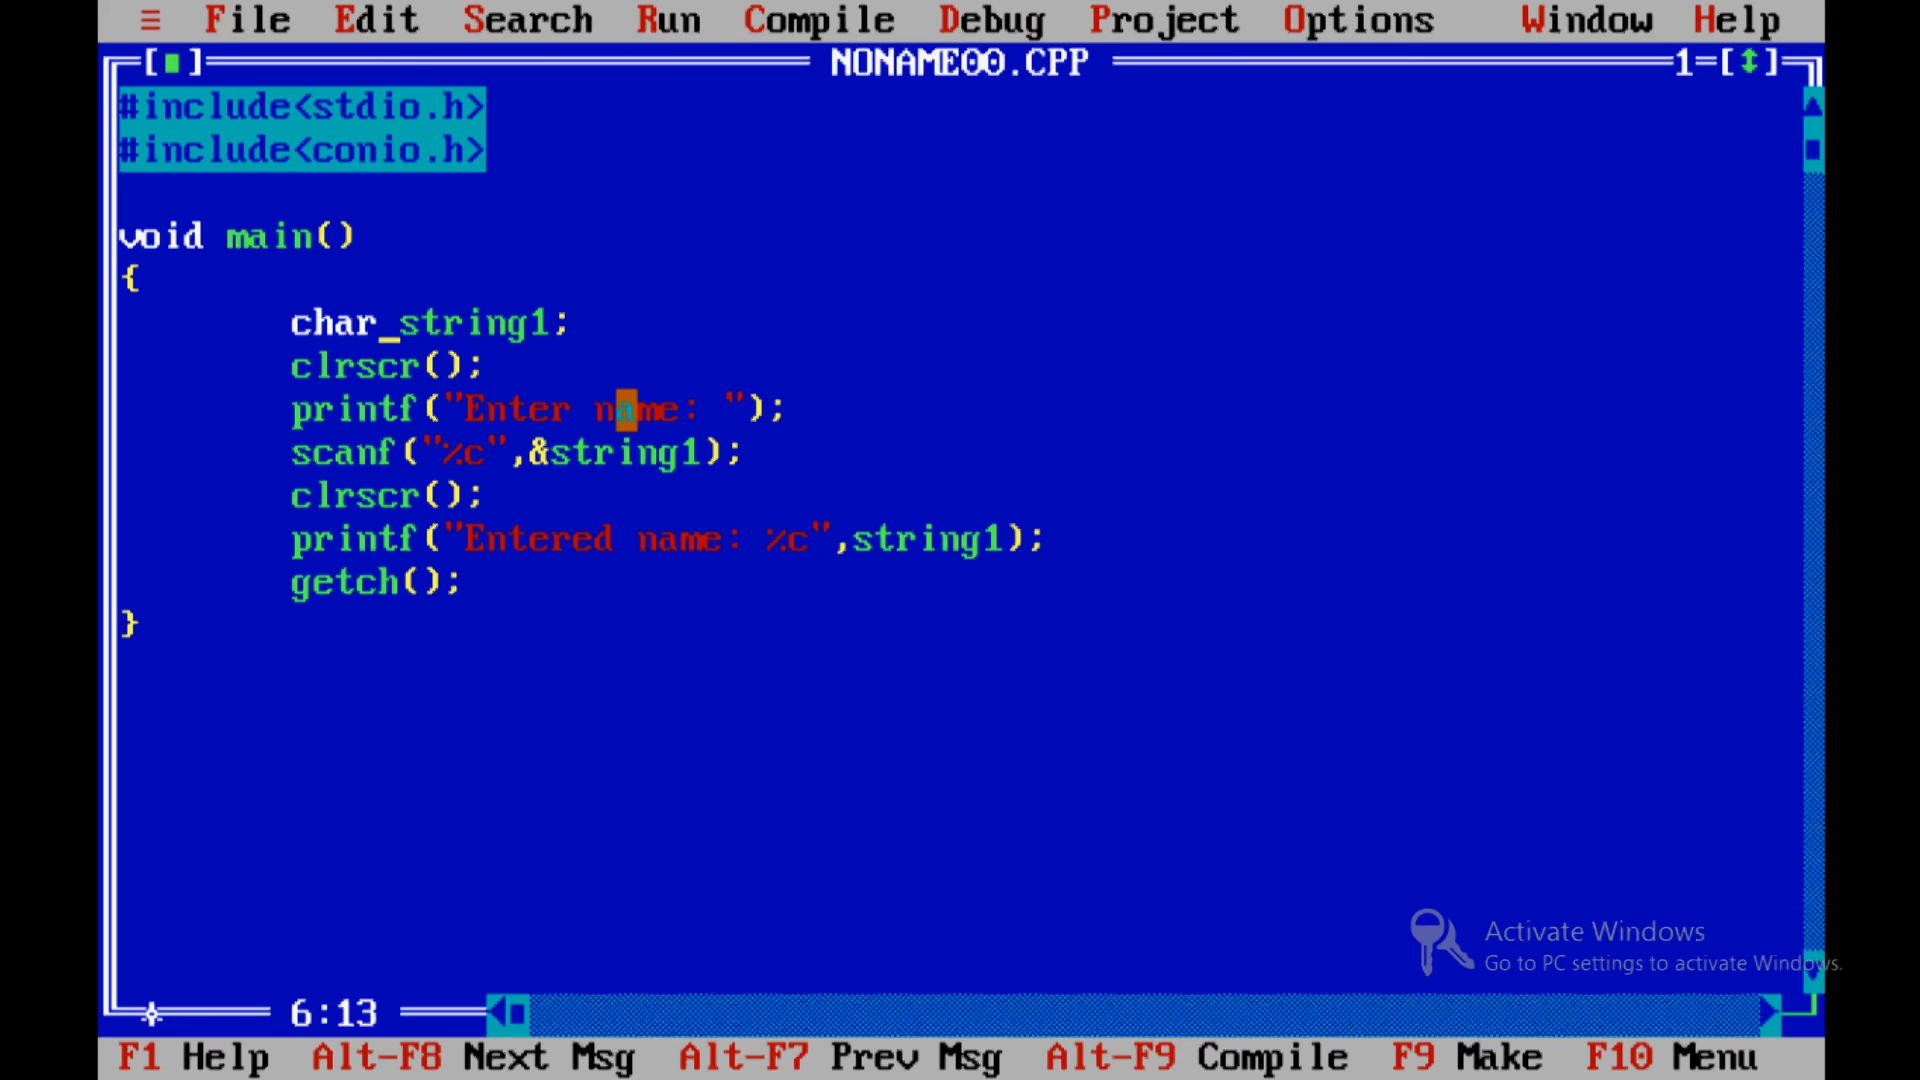 ≡ File Edit Search Run Compile Debug Project Options Window Help
[■] NONAME00.CPP 1=[↕]
#include<stdio.h>
#include<conio.h>
void main()
{
char string1;
clrscr();
printf("Enter name: ");
scanf("%c",&string1);
clrscr();
printf("Entered name: %c",string1);
getch();
}
Activate Windows
Go to PC settings to activate Windows.
6:13
F1 Help Alt-F8 Next Msg Alt-F7 Prev Msg Alt-F9 Compile F9 Make F10 Menu